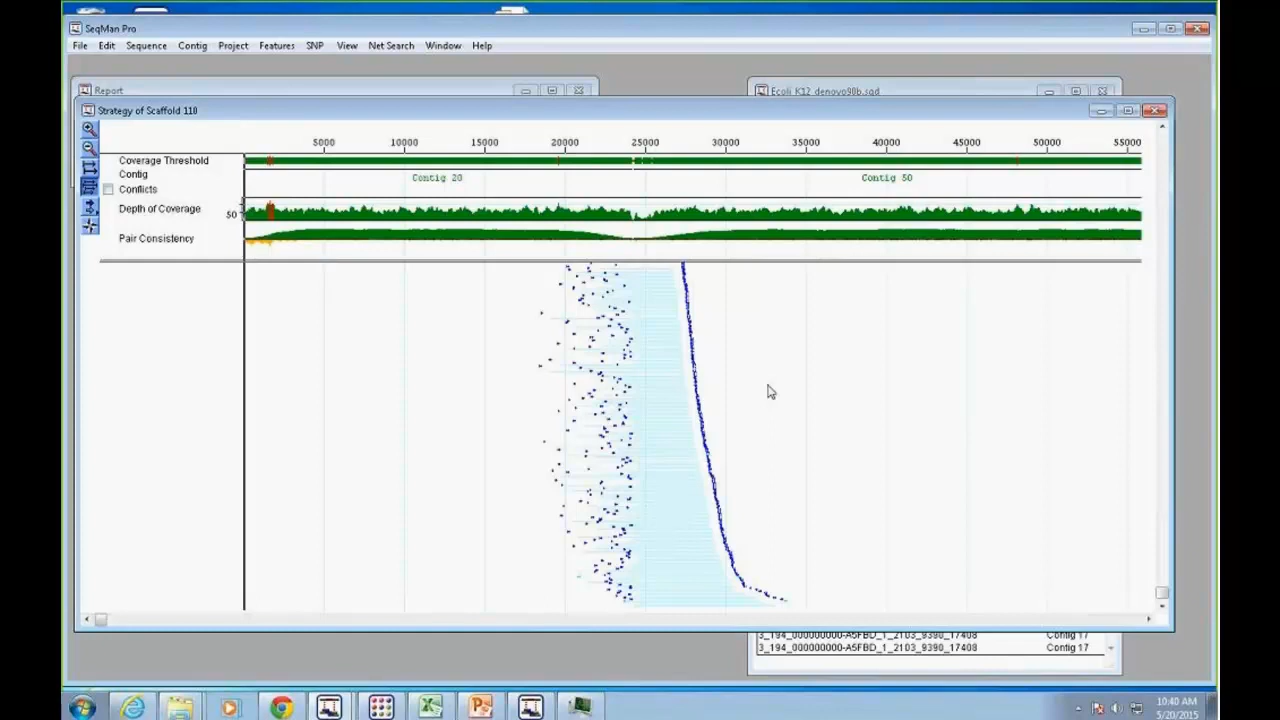 SeqMan Pro
File Edit Sequence Contig Project Features SNP View Net Search Window Help
Report
Ecoli K12 denovo90b.sqd
Strategy of Scaffold 110
5000 10000 15000 20000 25000 30000 35000 40000 45000 50000 55000
Coverage Threshold
Contig
Contig 20 Contig 50
Conflicts
Depth of Coverage
50
Pair Consistency
3_194_000000000-A5FBD_1_2103_9390_17408 Contig 17
3_194_000000000-A5FBD_1_2103_9390_17408 Contig 17
10:40 AM
5/20/2015